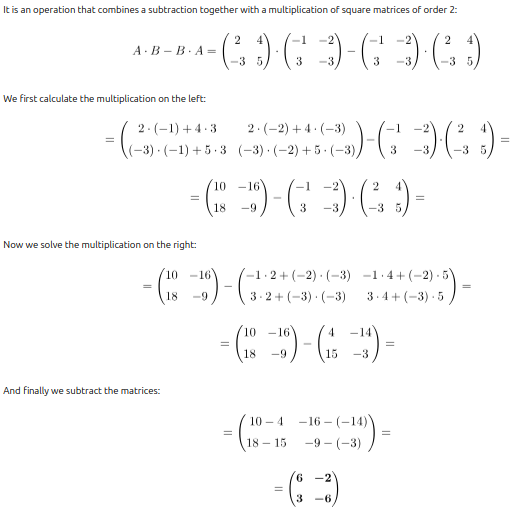 It is an operation that combines a subtraction together with a multiplication of square matrices of order 2:
A · B − B · A = ( 2 4 ; −3 5 ) · ( −1 −2 ; 3 −3 ) − ( −1 −2 ; 3 −3 ) · ( 2 4 ; −3 5 )
We first calculate the multiplication on the left:
= ( 2 · (−1) + 4 · 3 2 · (−2) + 4 · (−3) ; (−3) · (−1) + 5 · 3 (−3) · (−2) + 5 · (−3) ) − ( −1 −2 ; 3 −3 ) · ( 2 4 ; −3 5 ) =
= ( 10 −16 ; 18 −9 ) − ( −1 −2 ; 3 −3 ) · ( 2 4 ; −3 5 ) =
Now we solve the multiplication on the right:
= ( 10 −16 ; 18 −9 ) − ( −1 · 2 + (−2) · (−3) −1 · 4 + (−2) · 5 ; 3 · 2 + (−3) · (−3) 3 · 4 + (−3) · 5 ) =
= ( 10 −16 ; 18 −9 ) − ( 4 −14 ; 15 −3 ) =
And finally we subtract the matrices:
= ( 10 − 4 −16 − (−14) ; 18 − 15 −9 − (−3) ) =
= ( 6 −2 ; 3 −6 )